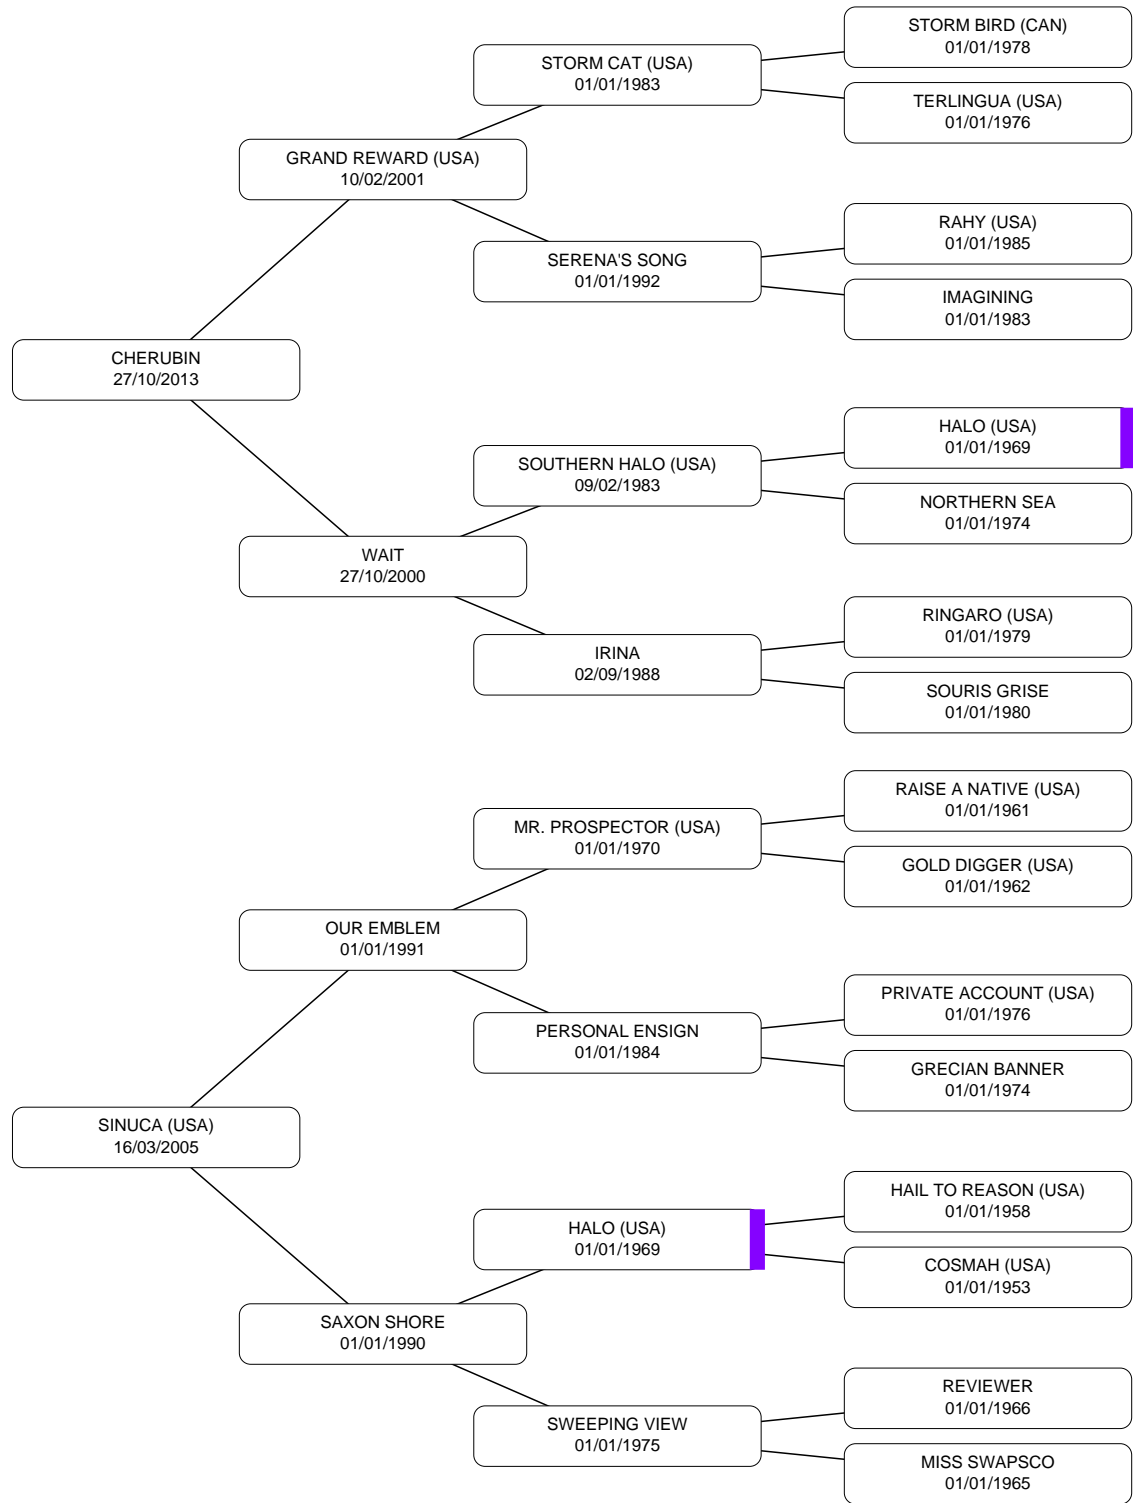 STORM BIRD (CAN)
01/01/1978
STORM CAT (USA)
01/01/1983
TERLINGUA (USA)
01/01/1976
GRAND REWARD (USA)
10/02/2001
RAHY (USA)
01/01/1985
SERENA'S SONG
01/01/1992
IMAGINING
01/01/1983
CHERUBIN
27/10/2013
HALO (USA)
01/01/1969
SOUTHERN HALO (USA)
09/02/1983
NORTHERN SEA
01/01/1974
WAIT
27/10/2000
RINGARO (USA)
01/01/1979
IRINA
02/09/1988
SOURIS GRISE
01/01/1980
RAISE A NATIVE (USA)
01/01/1961
MR. PROSPECTOR (USA)
01/01/1970
GOLD DIGGER (USA)
01/01/1962
OUR EMBLEM
01/01/1991
PRIVATE ACCOUNT (USA)
01/01/1976
PERSONAL ENSIGN
01/01/1984
GRECIAN BANNER
01/01/1974
SINUCA (USA)
16/03/2005
HAIL TO REASON (USA)
01/01/1958
HALO (USA)
01/01/1969
COSMAH (USA)
01/01/1953
SAXON SHORE
01/01/1990
REVIEWER
01/01/1966
SWEEPING VIEW
01/01/1975
MISS SWAPSCO
01/01/1965